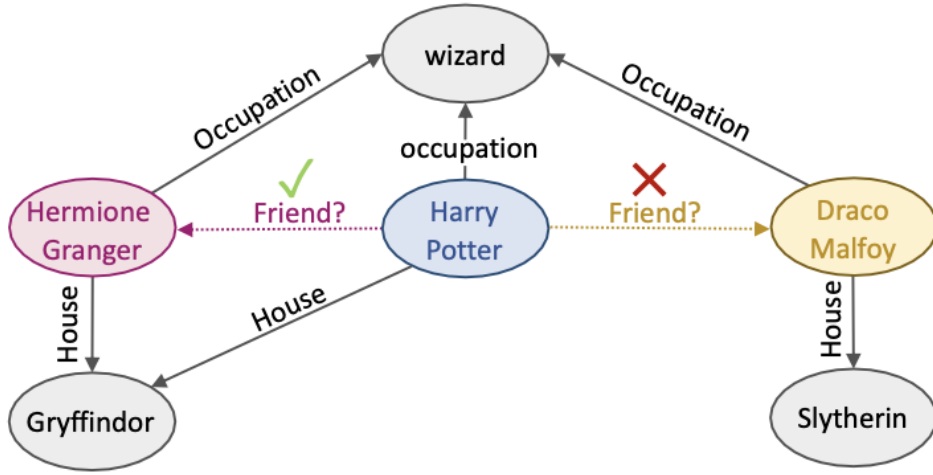 wizard
Occupation
Occupation
occupation
Hermione
Granger
Friend?
Harry
Potter
Friend?
Draco
Malfoy
House
House
House
Gryffindor
Slytherin